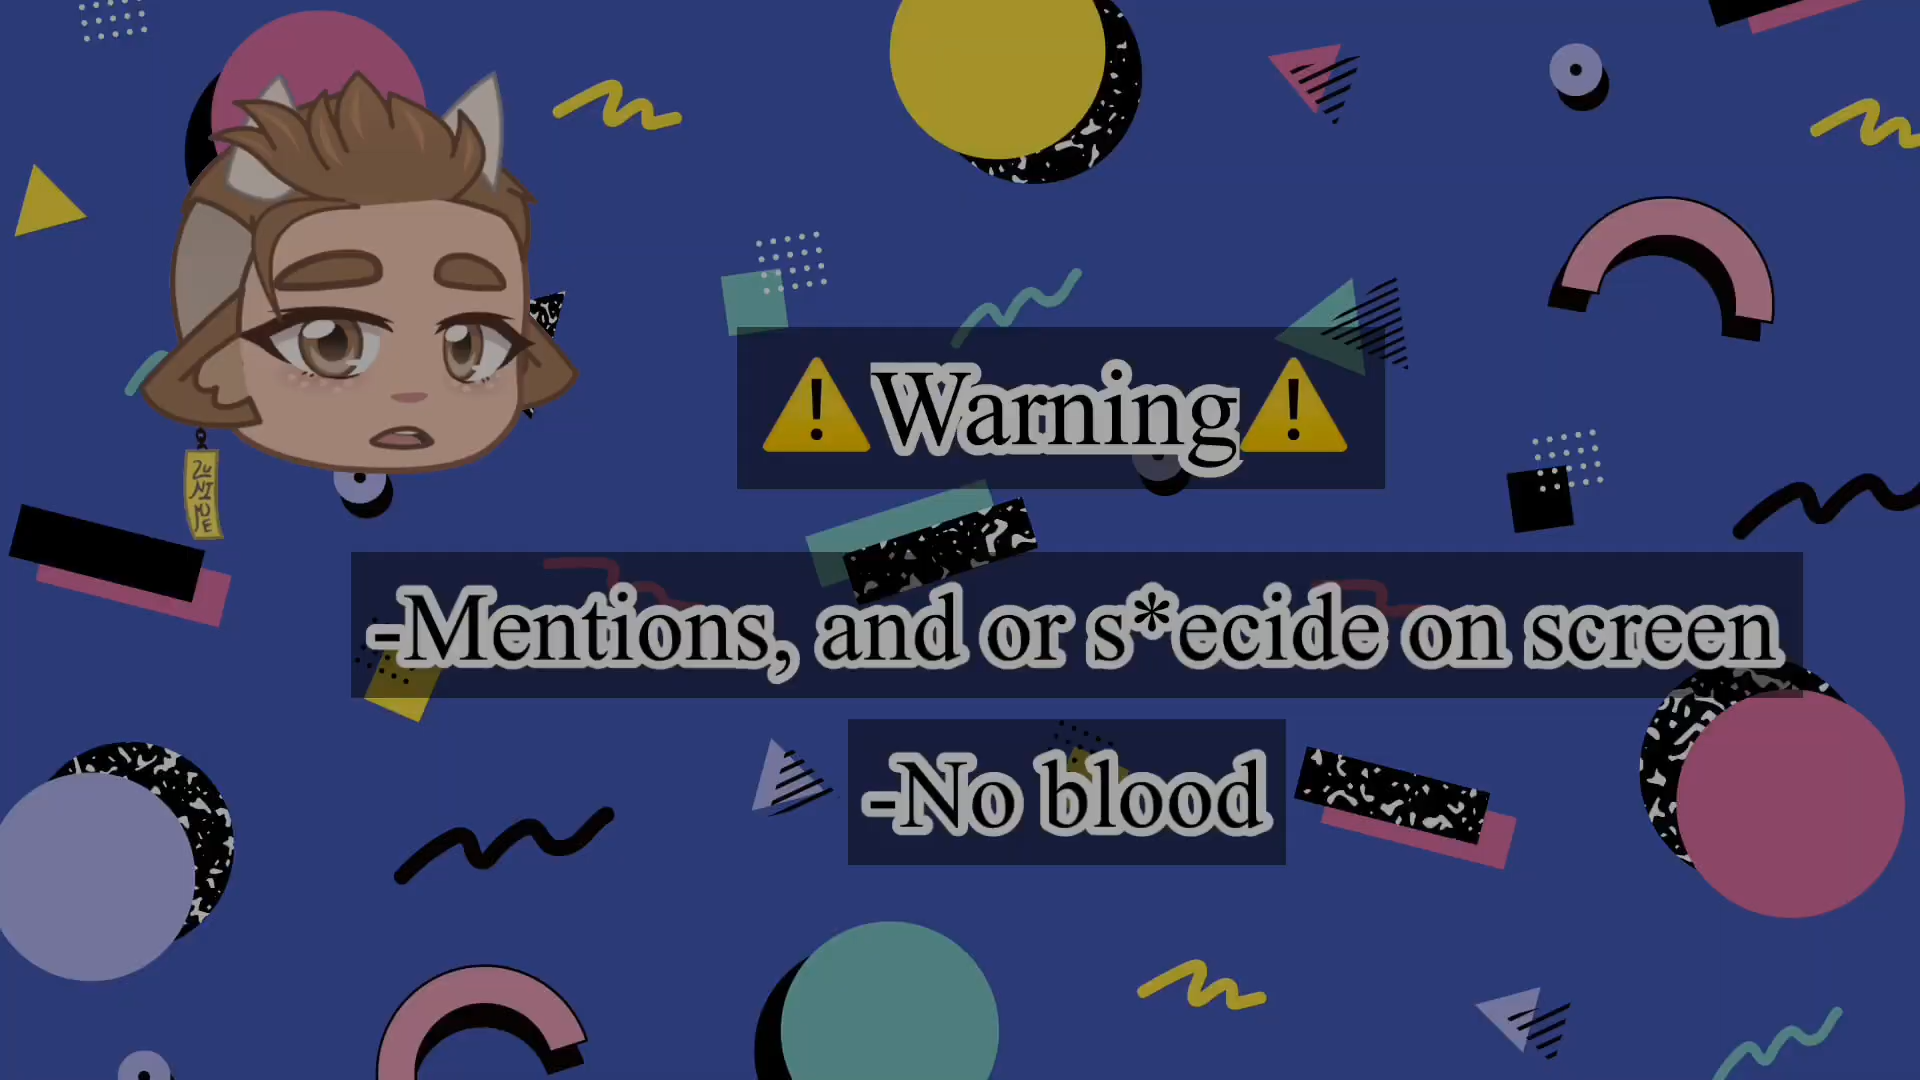 ⚠️Warning⚠️
-Mentions, and or s*ecide on screen
-No blood